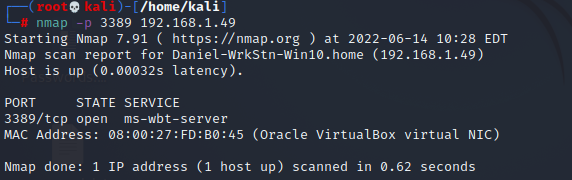 (root💀kali)-[/home/kali]
# nmap -p 3389 192.168.1.49
Starting Nmap 7.91 ( https://nmap.org ) at 2022-06-14 10:28 EDT
Nmap scan report for Daniel-WrkStn-Win10.home (192.168.1.49)
Host is up (0.00032s latency).
PORT     STATE SERVICE
3389/tcp open  ms-wbt-server
MAC Address: 08:00:27:FD:B0:45 (Oracle VirtualBox virtual NIC)
Nmap done: 1 IP address (1 host up) scanned in 0.62 seconds